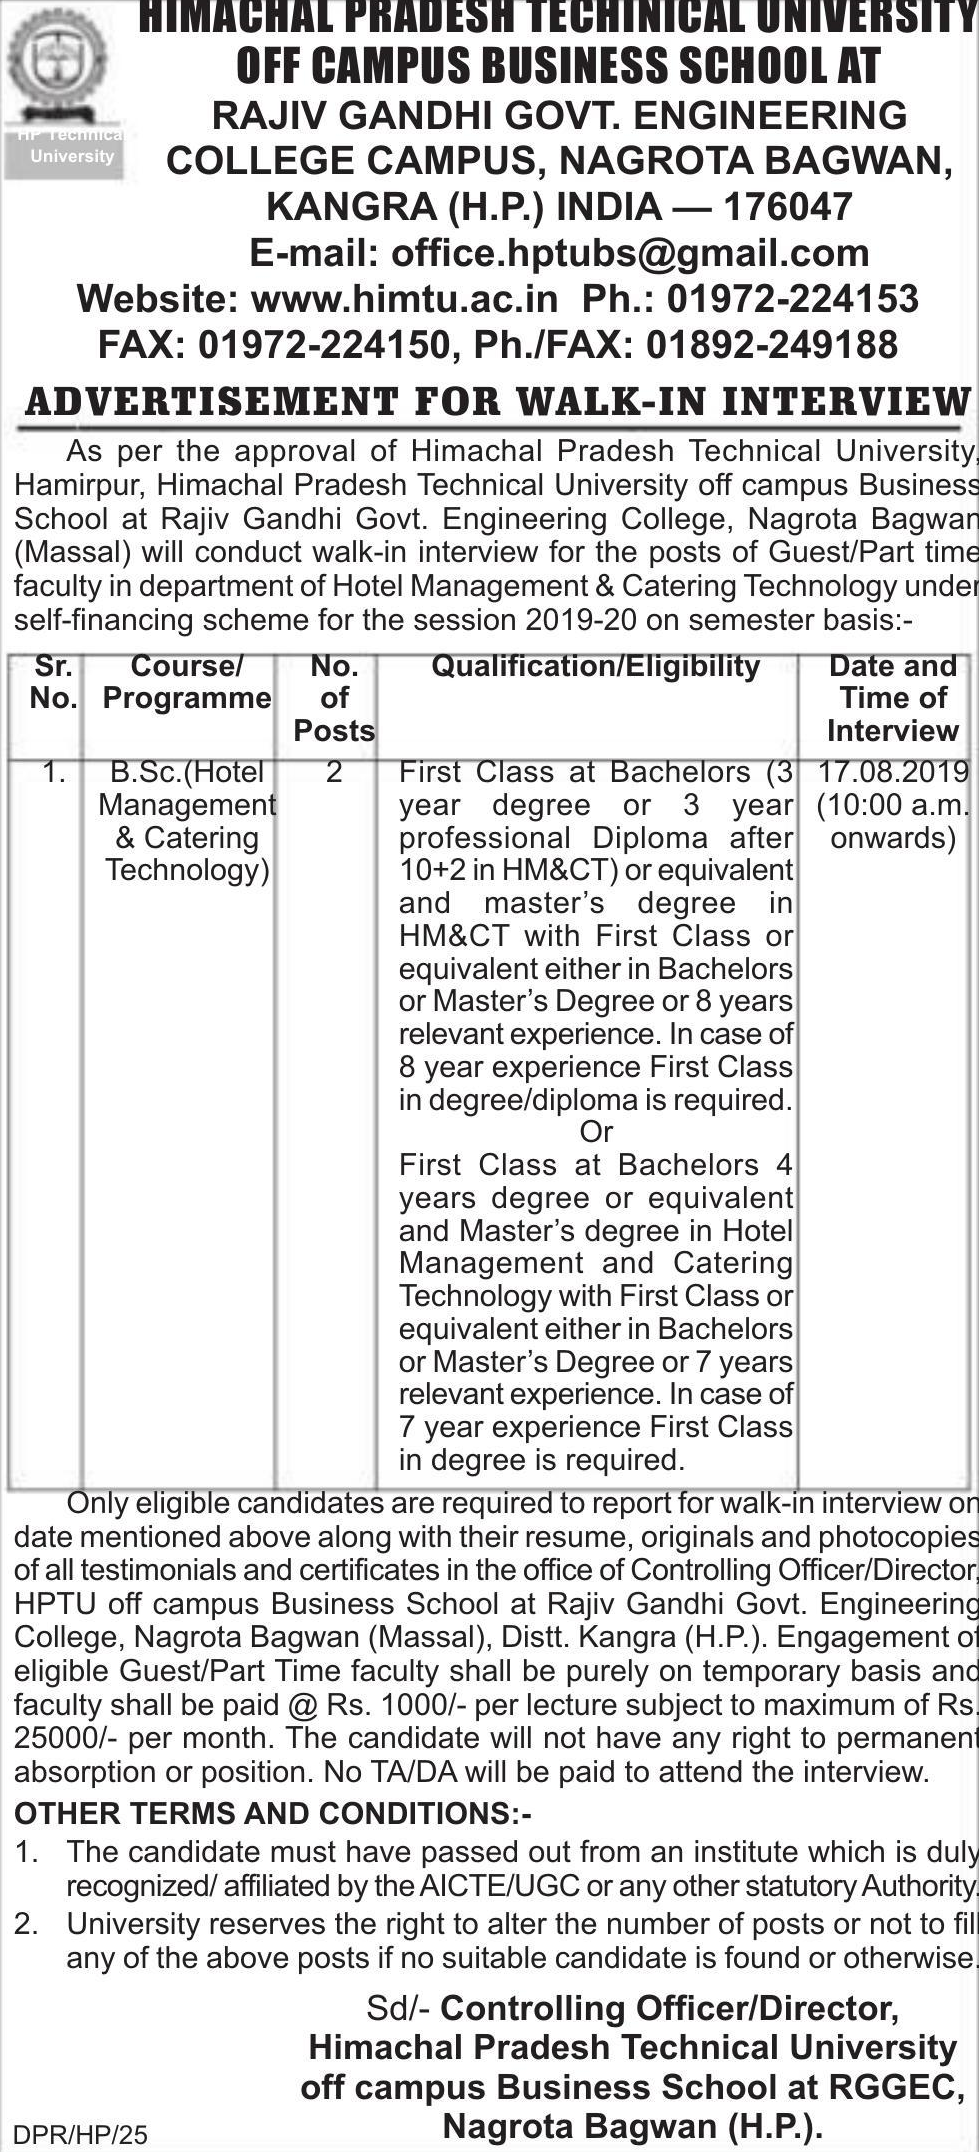 HIMACHAL PRADESH TECHINICAL UNIVERSITY
OFF CAMPUS BUSINESS SCHOOL AT
RAJIV GANDHI GOVT. ENGINEERING
COLLEGE CAMPUS, NAGROTA BAGWAN,
KANGRA (H.P.) INDIA — 176047
E-mail: office.hptubs@gmail.com
Website: www.himtu.ac.in Ph.: 01972-224153
FAX: 01972-224150, Ph./FAX: 01892-249188
HP Technical
University
ADVERTISEMENT FOR WALK-IN INTERVIEW
As per the approval of Himachal Pradesh Technical University,
Hamirpur, Himachal Pradesh Technical University off campus Business
School at Rajiv Gandhi Govt. Engineering College, Nagrota Bagwan
(Massal) will conduct walk-in interview for the posts of Guest/Part time
faculty in department of Hotel Management & Catering Technology under
self-financing scheme for the session 2019-20 on semester basis:-
Sr. No.
Course/ Programme
No. of Posts
Qualification/Eligibility
Date and Time of Interview
1.
B.Sc.(Hotel
Management
& Catering
Technology)
2
First Class at Bachelors (3
year degree or 3 year
professional Diploma after
10+2 in HM&CT) or equivalent
and master's degree in
HM&CT with First Class or
equivalent either in Bachelors
or Master's Degree or 8 years
relevant experience. In case of
8 year experience First Class
in degree/diploma is required.
Or
First Class at Bachelors 4
years degree or equivalent
and Master's degree in Hotel
Management and Catering
Technology with First Class or
equivalent either in Bachelors
or Master's Degree or 7 years
relevant experience. In case of
7 year experience First Class
in degree is required.
17.08.2019
(10:00 a.m.
onwards)
Only eligible candidates are required to report for walk-in interview on
date mentioned above along with their resume, originals and photocopies
of all testimonials and certificates in the office of Controlling Officer/Director,
HPTU off campus Business School at Rajiv Gandhi Govt. Engineering
College, Nagrota Bagwan (Massal), Distt. Kangra (H.P.). Engagement of
eligible Guest/Part Time faculty shall be purely on temporary basis and
faculty shall be paid @ Rs. 1000/- per lecture subject to maximum of Rs.
25000/- per month. The candidate will not have any right to permanent
absorption or position. No TA/DA will be paid to attend the interview.
OTHER TERMS AND CONDITIONS:-
1. The candidate must have passed out from an institute which is duly
recognized/ affiliated by the AICTE/UGC or any other statutory Authority.
2. University reserves the right to alter the number of posts or not to fill
any of the above posts if no suitable candidate is found or otherwise.
Sd/- Controlling Officer/Director,
Himachal Pradesh Technical University
off campus Business School at RGGEC,
Nagrota Bagwan (H.P.).
DPR/HP/25